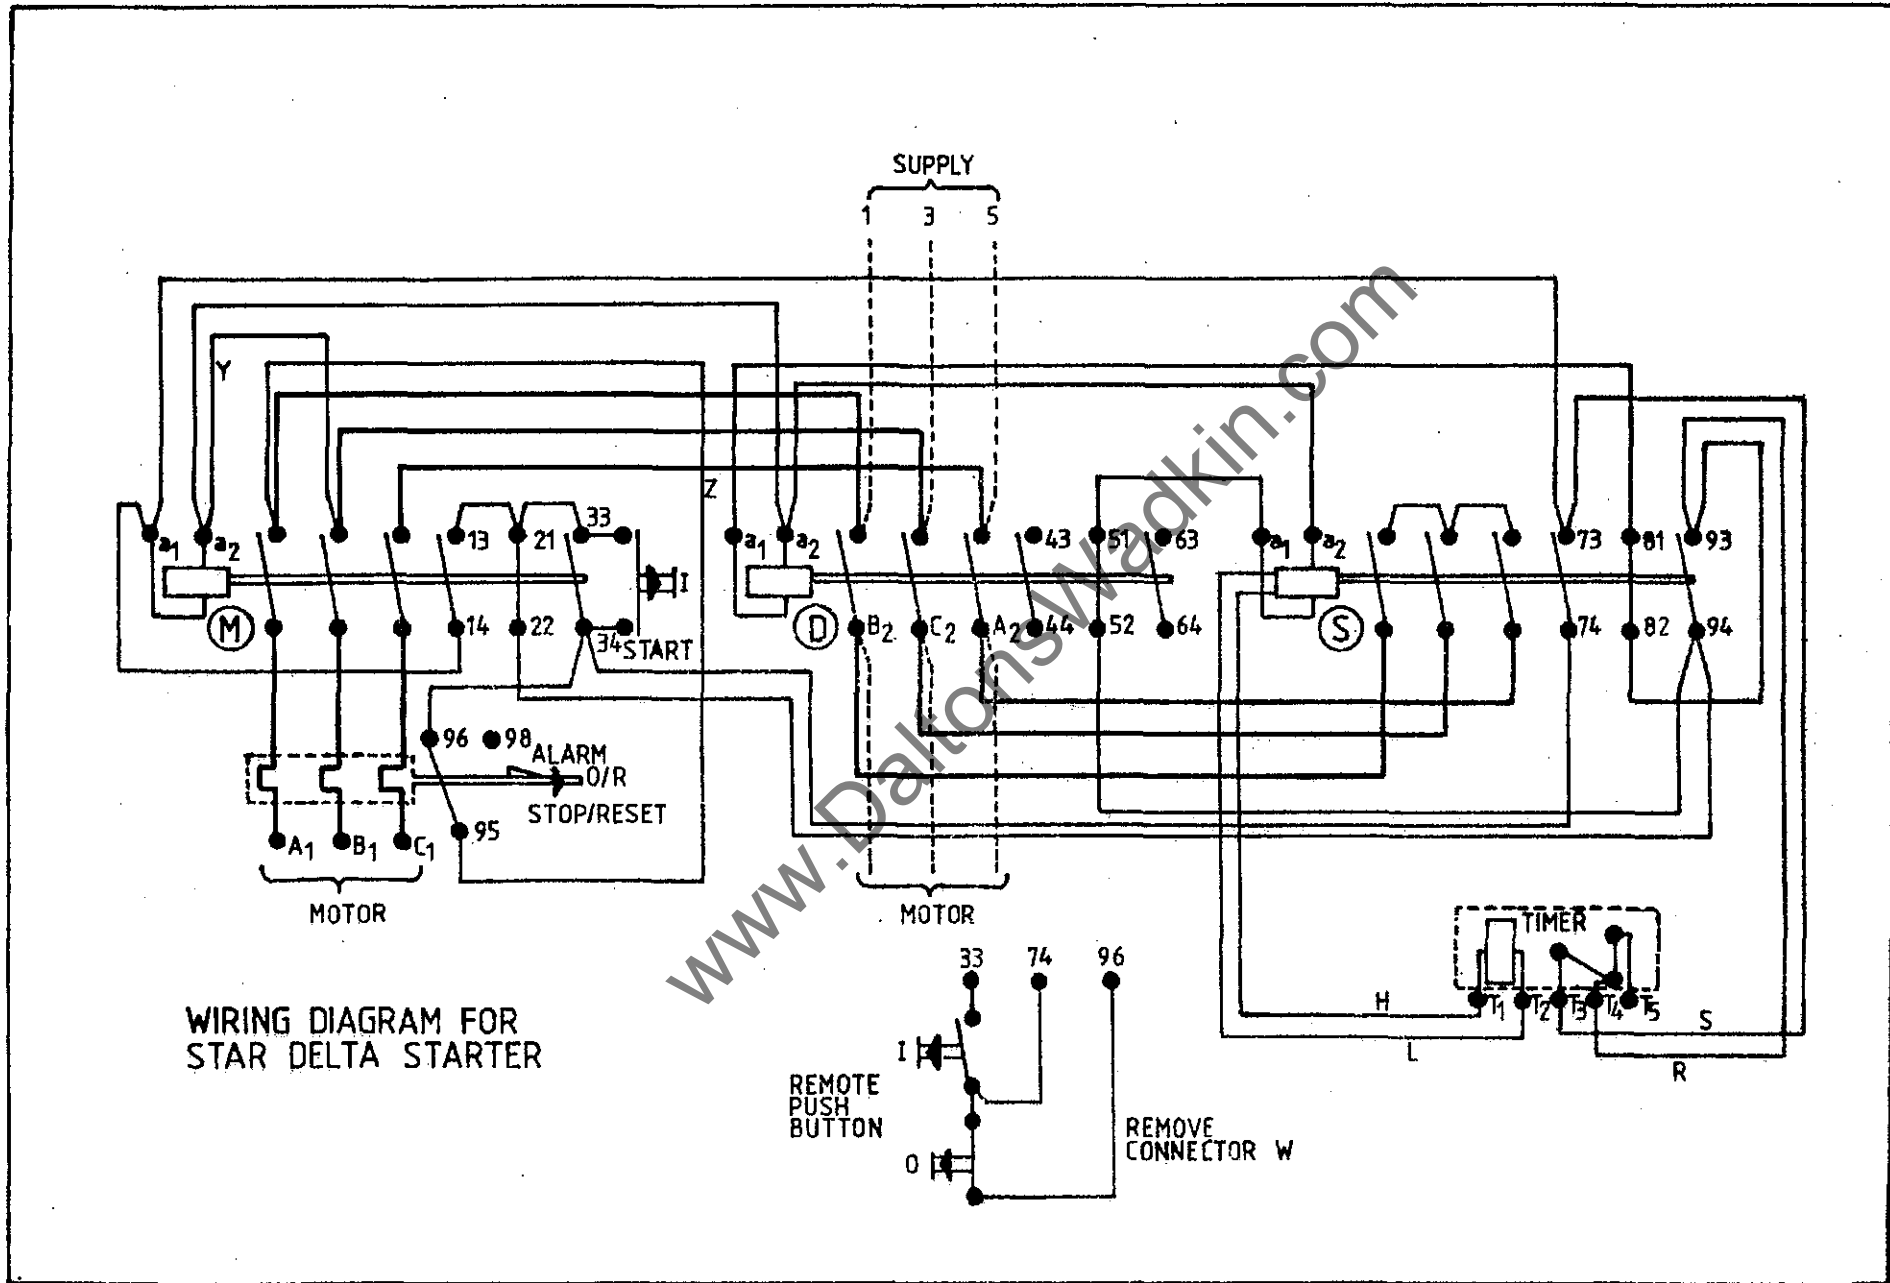 SUPPLY
1 3 5
Y
Z
a1 a2 13 21 33 I
a1 a2 43 51 63
a1 a2 73 81 93
M 14 22 34 START
D B2 C2 A2 44 52 64
S 74 82 94
96 98 ALARM
O/R
STOP/RESET
95
A1 B1 C1
MOTOR
MOTOR
TIMER
T1 T2 T3 T4 T5
H
L
S
R
33 74 96
I
REMOTE
PUSH
BUTTON
O
REMOVE
CONNECTOR W
WIRING DIAGRAM FOR
STAR DELTA STARTER
www.DaltonsWadkin.com